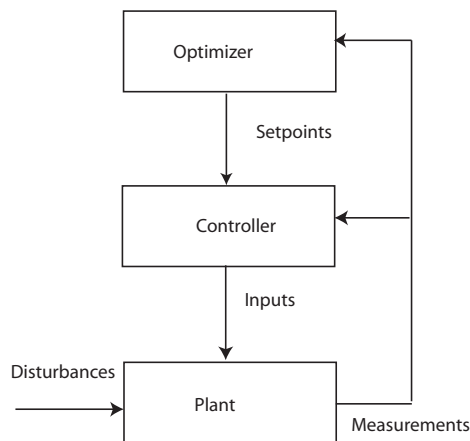 Optimizer
Setpoints
Controller
Inputs
Disturbances
Plant
Measurements